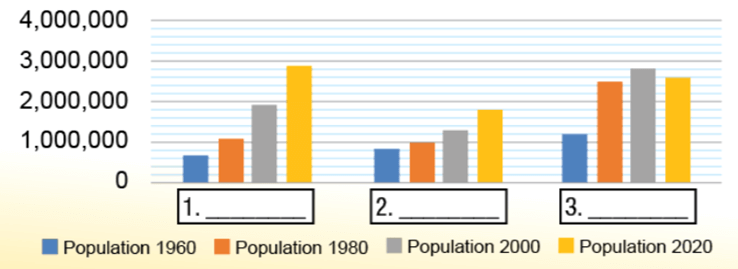 4,000,000
3,000,000
2,000,000
1,000,000
0
1. ________ 2. ________ 3. ________
Population 1960 Population 1980 Population 2000 Population 2020